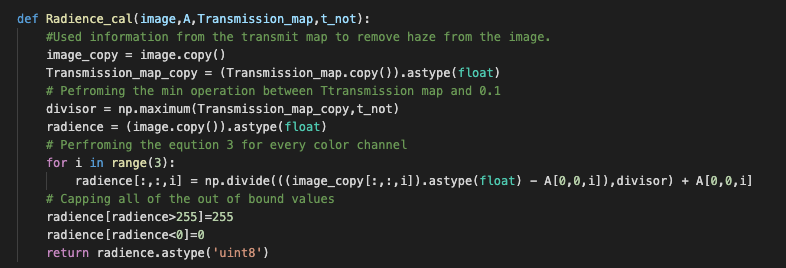 def Radience_cal(image,A,Transmission_map,t_not):
    #Used information from the transmit map to remove haze from the image.
    image_copy = image.copy()
    Transmission_map_copy = (Transmission_map.copy()).astype(float)
    # Pefroming the min operation between Ttransmission map and 0.1
    divisor = np.maximum(Transmission_map_copy,t_not)
    radience = (image.copy()).astype(float)
    # Perfroming the eqution 3 for every color channel
    for i in range(3):
        radience[:,:,i] = np.divide(((image_copy[:,:,i]).astype(float) - A[0,0,i]),divisor) + A[0,0,i]
    # Capping all of the out of bound values
    radience[radience>255]=255
    radience[radience<0]=0
    return radience.astype('uint8')